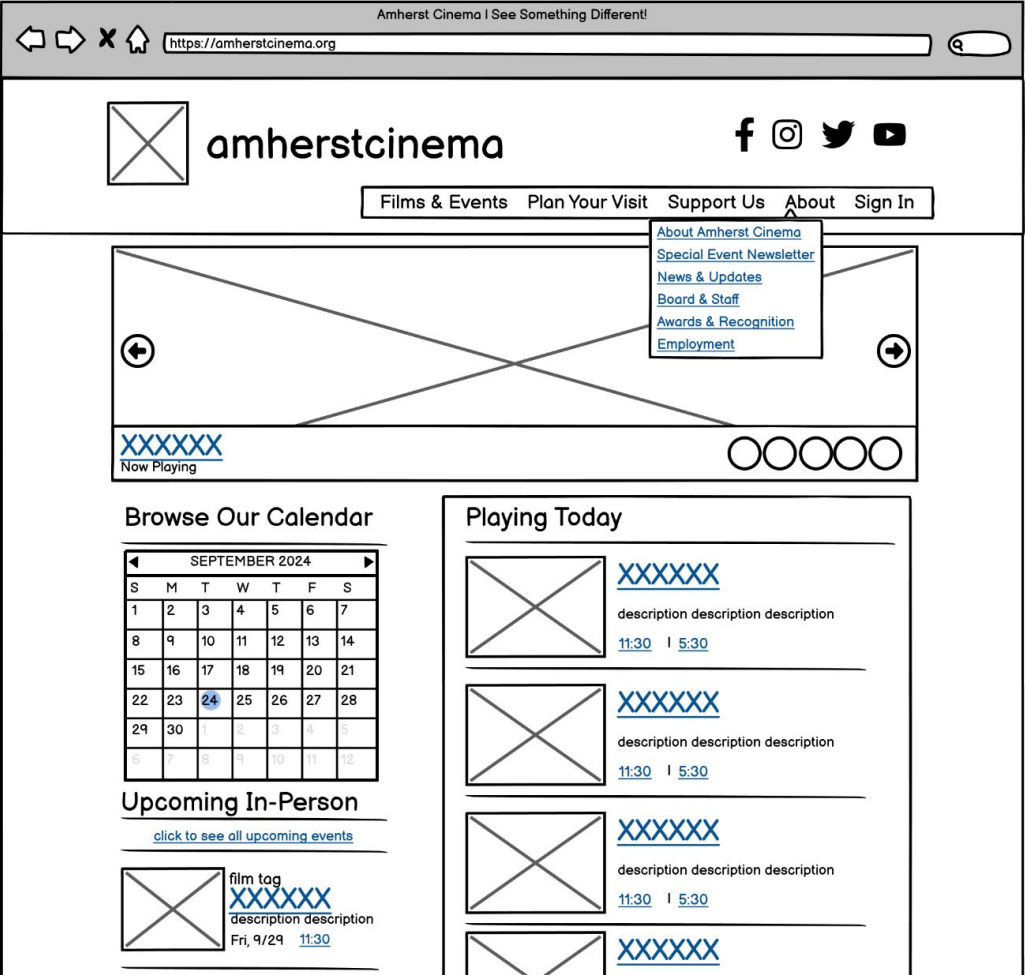 Amherst Cinema | See Something Different!
https://amherstcinema.org
amherstcinema
Films & Events Plan Your Visit Support Us About Sign In
About Amherst Cinema
Special Event Newsletter
News & Updates
Board & Staff
Awards & Recognition
Employment
XXXXXX
Now Playing
Browse Our Calendar
SEPTEMBER 2024
S M T W T F S
1 2 3 4 5 6 7
8 9 10 11 12 13 14
15 16 17 18 19 20 21
22 23 24 25 26 27 28
29 30 1 2 3 4 5
6 7 8 9 10 11 12
Upcoming In-Person
click to see all upcoming events
film tag
XXXXXX
description description
Fri, 9/29 11:30
Playing Today
XXXXXX
description description description
11:30 | 5:30
XXXXXX
description description description
11:30 | 5:30
XXXXXX
description description description
11:30 | 5:30
XXXXXX